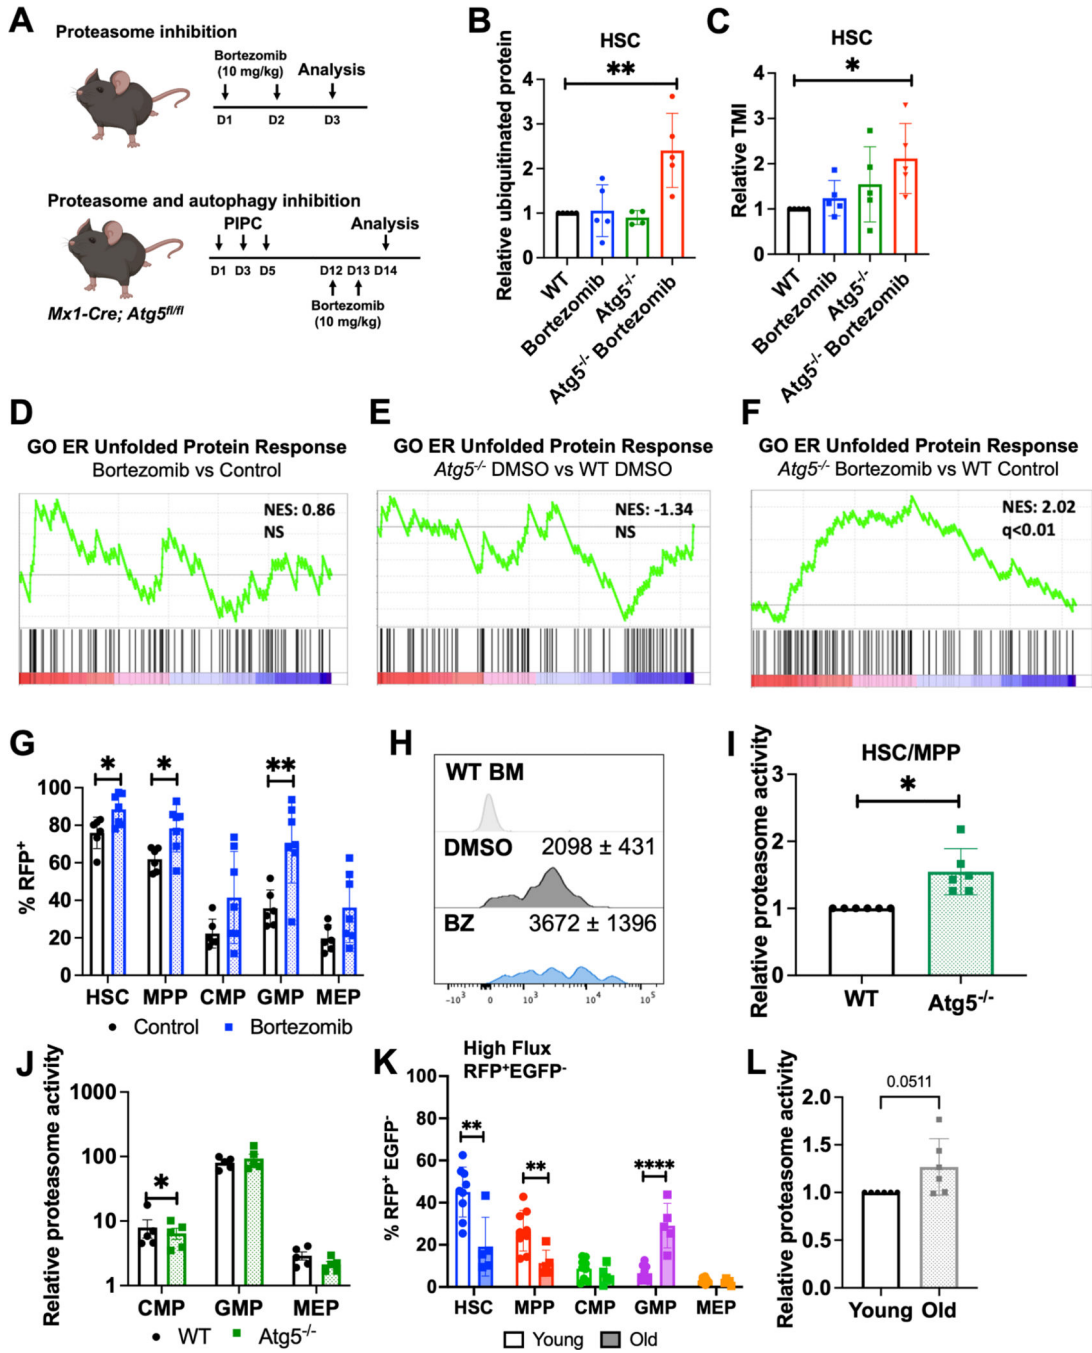 A
Proteasome inhibition
Bortezomib
(10 mg/kg)
Analysis
D1
D2
D3
Proteasome and autophagy inhibition
PIPC
Analysis
D1 D3 D5
D12 D13 D14
Bortezomib
(10 mg/kg)
Mx1-Cre; Atg5fl/fl
B
HSC
**
Relative ubiquitinated protein
4
3
2
1
0
WT
Bortezomib
Atg5-/-
Atg5-/- Bortezomib
C
HSC
*
Relative TMI
4
3
2
1
0
WT
Bortezomib
Atg5-/-
Atg5-/- Bortezomib
D
GO ER Unfolded Protein Response
Bortezomib vs Control
NES: 0.86
NS
E
GO ER Unfolded Protein Response
Atg5-/- DMSO vs WT DMSO
NES: -1.34
NS
F
GO ER Unfolded Protein Response
Atg5-/- Bortezomib vs WT Control
NES: 2.02
q<0.01
G
% RFP+
100
80
60
40
20
0
* * **
HSC MPP CMP GMP MEP
Control Bortezomib
H
WT BM
DMSO 2098 ± 431
BZ 3672 ± 1396
-10³ 0 10³ 10⁴ 10⁵
I
HSC/MPP
*
Relative proteasome activity
3
2
1
0
WT Atg5-/-
J
Relative proteasome activity
1000
100
10
1
*
CMP GMP MEP
WT Atg5-/-
K
High Flux
RFP+EGFP-
% RFP+ EGFP-
100
80
60
40
20
0
** ** ****
HSC MPP CMP GMP MEP
Young Old
L
0.0511
Relative proteasome activity
2.0
1.5
1.0
0.5
0.0
Young Old